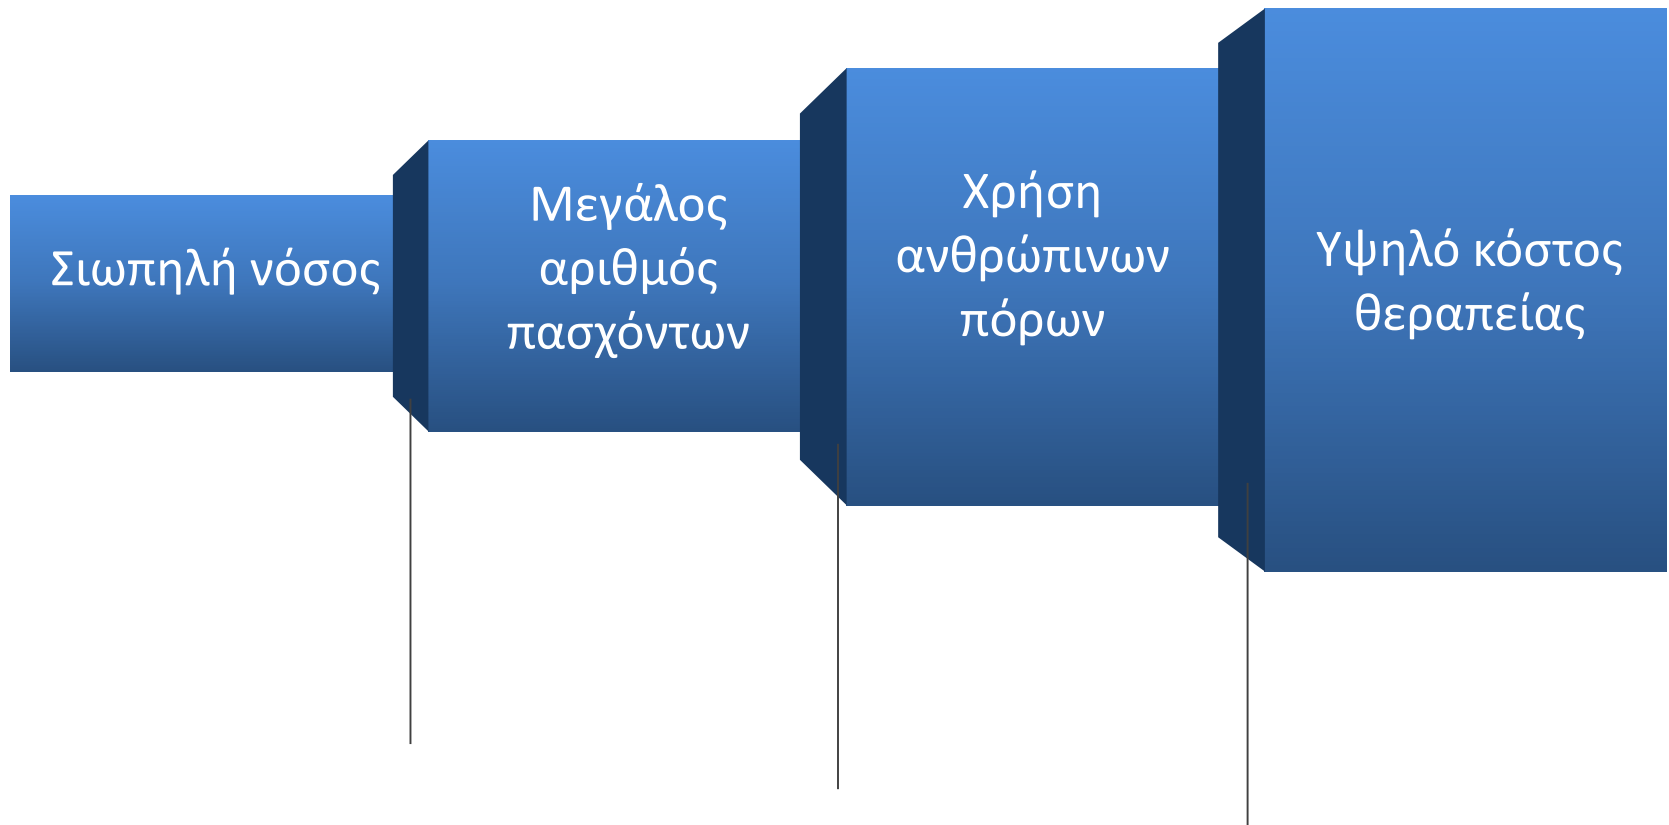 Σιωπηλή νόσος
Μεγάλος
αριθμός
πασχόντων
Χρήση
ανθρώπινων
πόρων
Υψηλό κόστος
θεραπείας